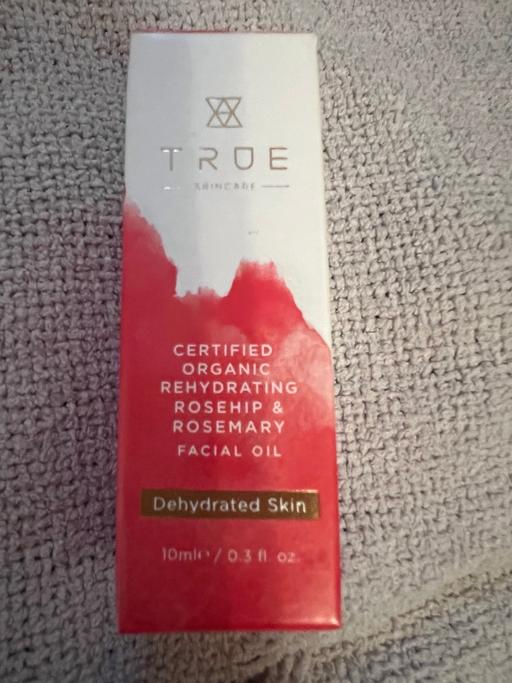 TRUE
SKINCARE
CERTIFIED
ORGANIC
REHYDRATING
ROSEHIP &
ROSEMARY
FACIAL OIL
Dehydrated Skin
10ml℮ / 0.3 fl. oz.